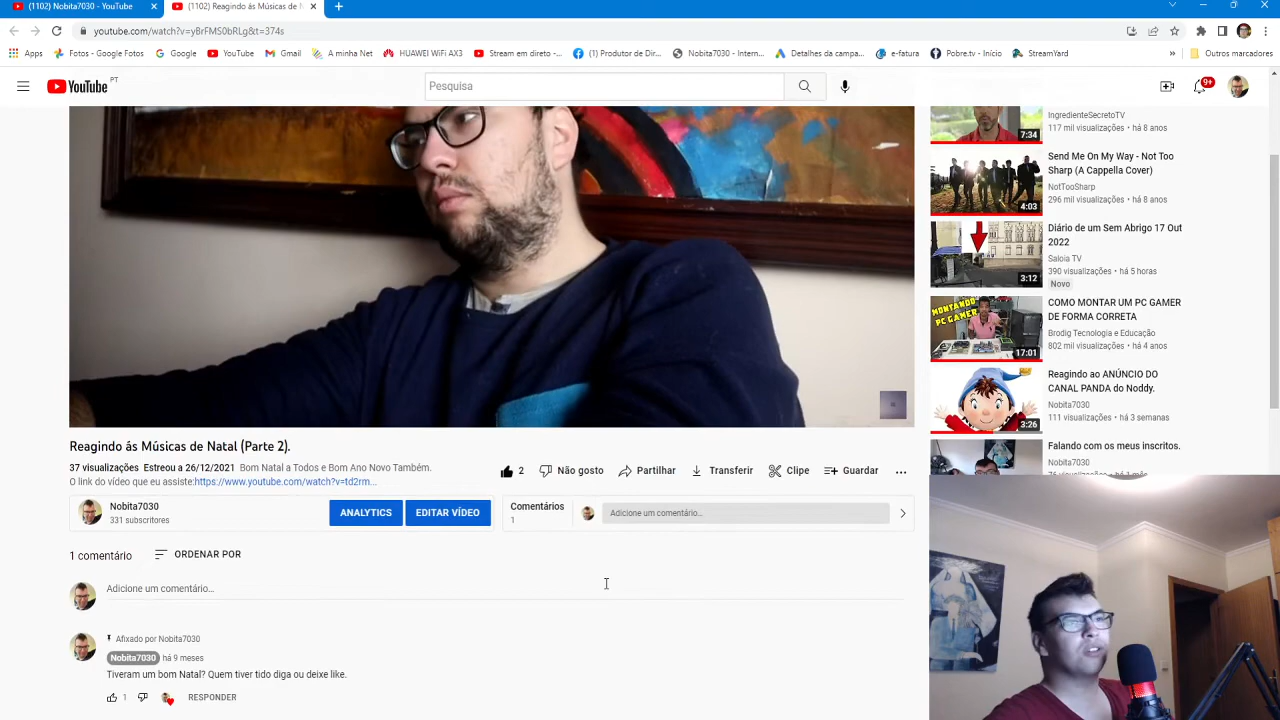 (1102) Nobita7030 - YouTube
(1102) Reagindo ás Músicas de N
youtube.com/watch?v=yBrFMS0bRLg&t=374s
Apps
Fotos - Google Fotos
Google
YouTube
Gmail
A minha Net
HUAWEI WiFi AX3
Stream em direto -...
(1) Produtor de Dir...
Nobita7030 - Intern...
Detalhes da campa...
e-fatura
Pobre.tv - Início
StreamYard
»
Outros marcadores
YouTube PT
Pesquisa
9+
Reagindo ás Músicas de Natal (Parte 2).
37 visualizações • Estreou a 26/12/2021 Bom Natal a Todos e Bom Ano Novo Também.
O link do vídeo que eu assiste:https://www.youtube.com/watch?v=td2rm...
2
Não gosto
Partilhar
Transferir
Clipe
Guardar
Nobita7030
331 subscritores
ANALYTICS
EDITAR VÍDEO
Comentários
1
Adicione um comentário...
1 comentário
ORDENAR POR
Adicione um comentário...
Afixado por Nobita7030
Nobita7030 há 9 meses
Tiveram um bom Natal? Quem tiver tido diga ou deixe like.
1
RESPONDER
IngredienteSecretoTV
117 mil visualizações • há 8 anos
7:34
Send Me On My Way - Not Too
Sharp (A Cappella Cover)
NotTooSharp
296 mil visualizações • há 8 anos
4:03
Diário de um Sem Abrigo 17 Out
2022
Saloia TV
390 visualizações • há 5 horas
Novo
3:12
COMO MONTAR UM PC GAMER
DE FORMA CORRETA
Brodig Tecnologia e Educação
802 mil visualizações • há 4 anos
MONTANDO
PC GAMER
17:01
Reagindo ao ANÚNCIO DO
CANAL PANDA do Noddy.
Nobita7030
111 visualizações • há 3 semanas
3:26
Falando com os meus inscritos.
Nobita7030